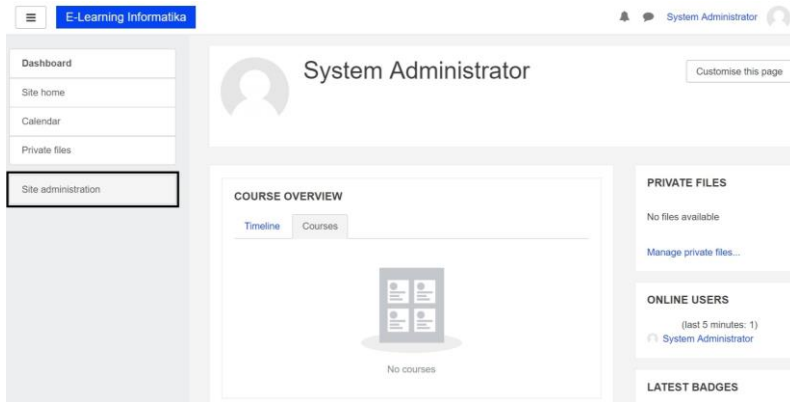 E-Learning Informatika
System Administrator
Dashboard
Site home
Calendar
Private files
Site administration
System Administrator
Customise this page
COURSE OVERVIEW
Timeline
Courses
No courses
PRIVATE FILES
No files available
Manage private files...
ONLINE USERS
(last 5 minutes: 1)
System Administrator
LATEST BADGES